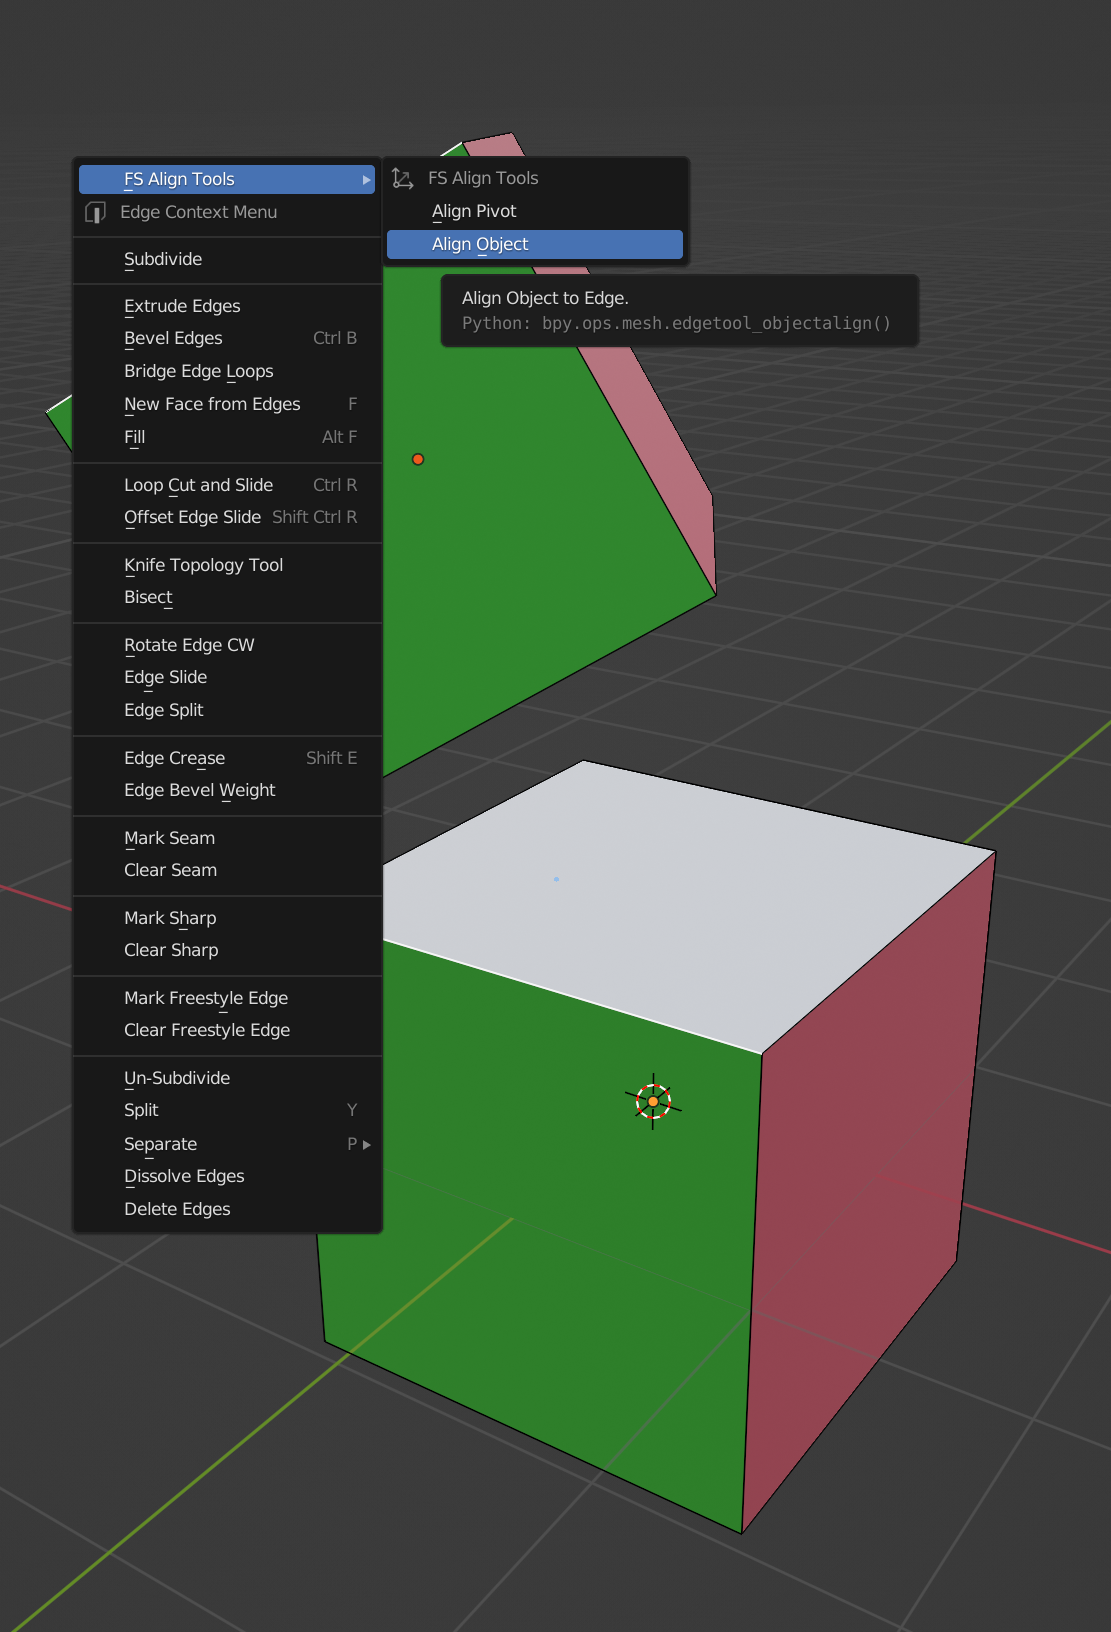 FS Align Tools
Edge Context Menu
Subdivide
Extrude Edges
Bevel Edges Ctrl B
Bridge Edge Loops
New Face from Edges F
Fill Alt F
Loop Cut and Slide Ctrl R
Offset Edge Slide Shift Ctrl R
Knife Topology Tool
Bisect
Rotate Edge CW
Edge Slide
Edge Split
Edge Crease Shift E
Edge Bevel Weight
Mark Seam
Clear Seam
Mark Sharp
Clear Sharp
Mark Freestyle Edge
Clear Freestyle Edge
Un-Subdivide
Split Y
Separate P
Dissolve Edges
Delete Edges
FS Align Tools
Align Pivot
Align Object
Align Object to Edge.
Python: bpy.ops.mesh.edgetool_objectalign()